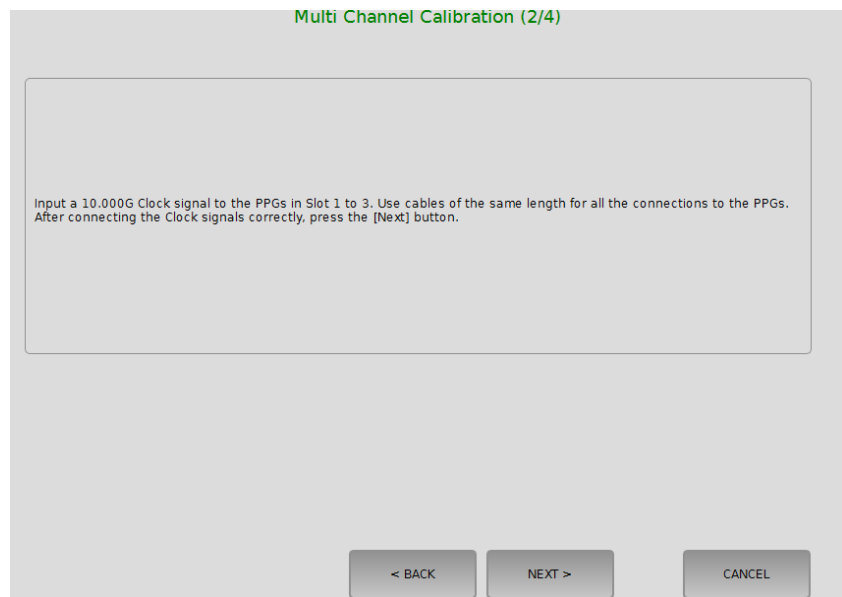 Multi Channel Calibration (2/4)
Input a 10.000G Clock signal to the PPGs in Slot 1 to 3. Use cables of the same length for all the connections to the PPGs.
After connecting the Clock signals correctly, press the [Next] button.
< BACK
NEXT >
CANCEL